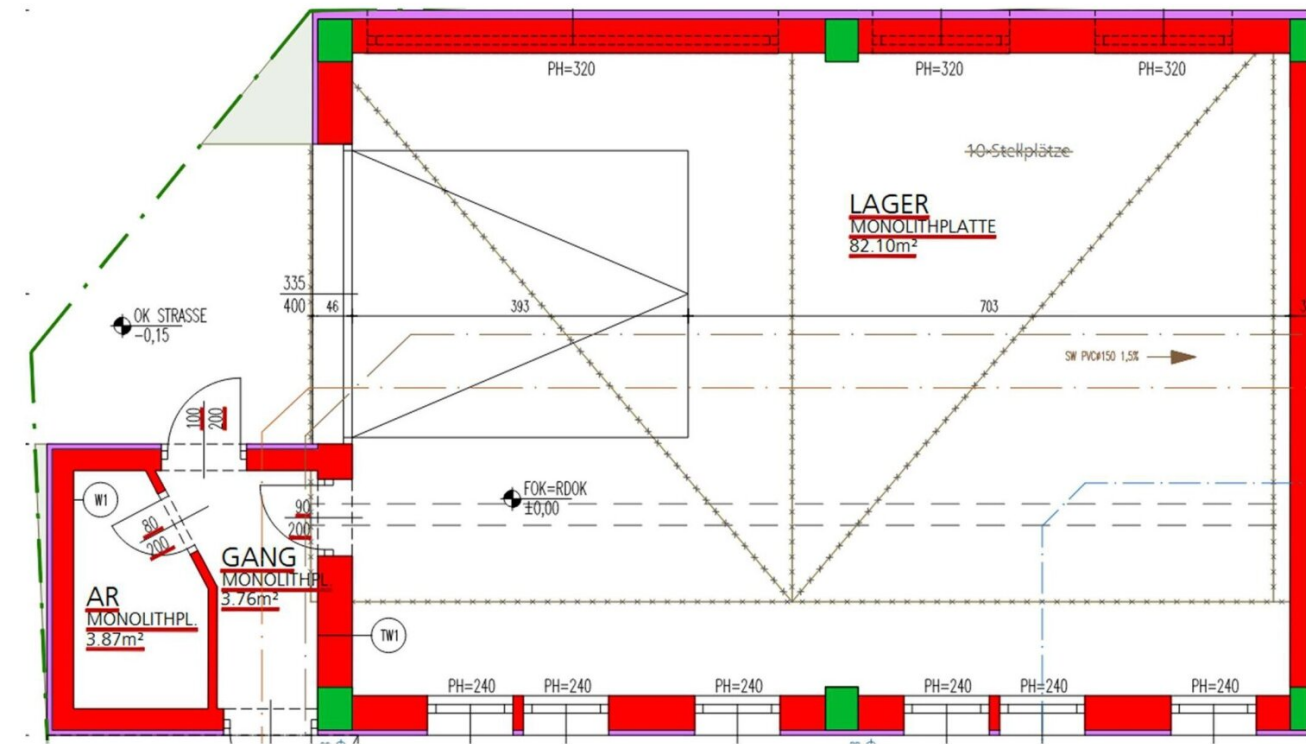 PH=320
PH=320
PH=320
10 Stellplätze
LAGER
MONOLITHPLATTE
82.10m²
335
400
46
393
703
OK STRASSE
-0,15
SW PVCø150 1,5%
100
200
W1
80
200
90
200
FOK=RDOK
±0,00
GANG
MONOLITHPL.
3.76m²
AR
MONOLITHPL.
3.87m²
TW1
PH=240
PH=240
PH=240
PH=240
PH=240
PH=240